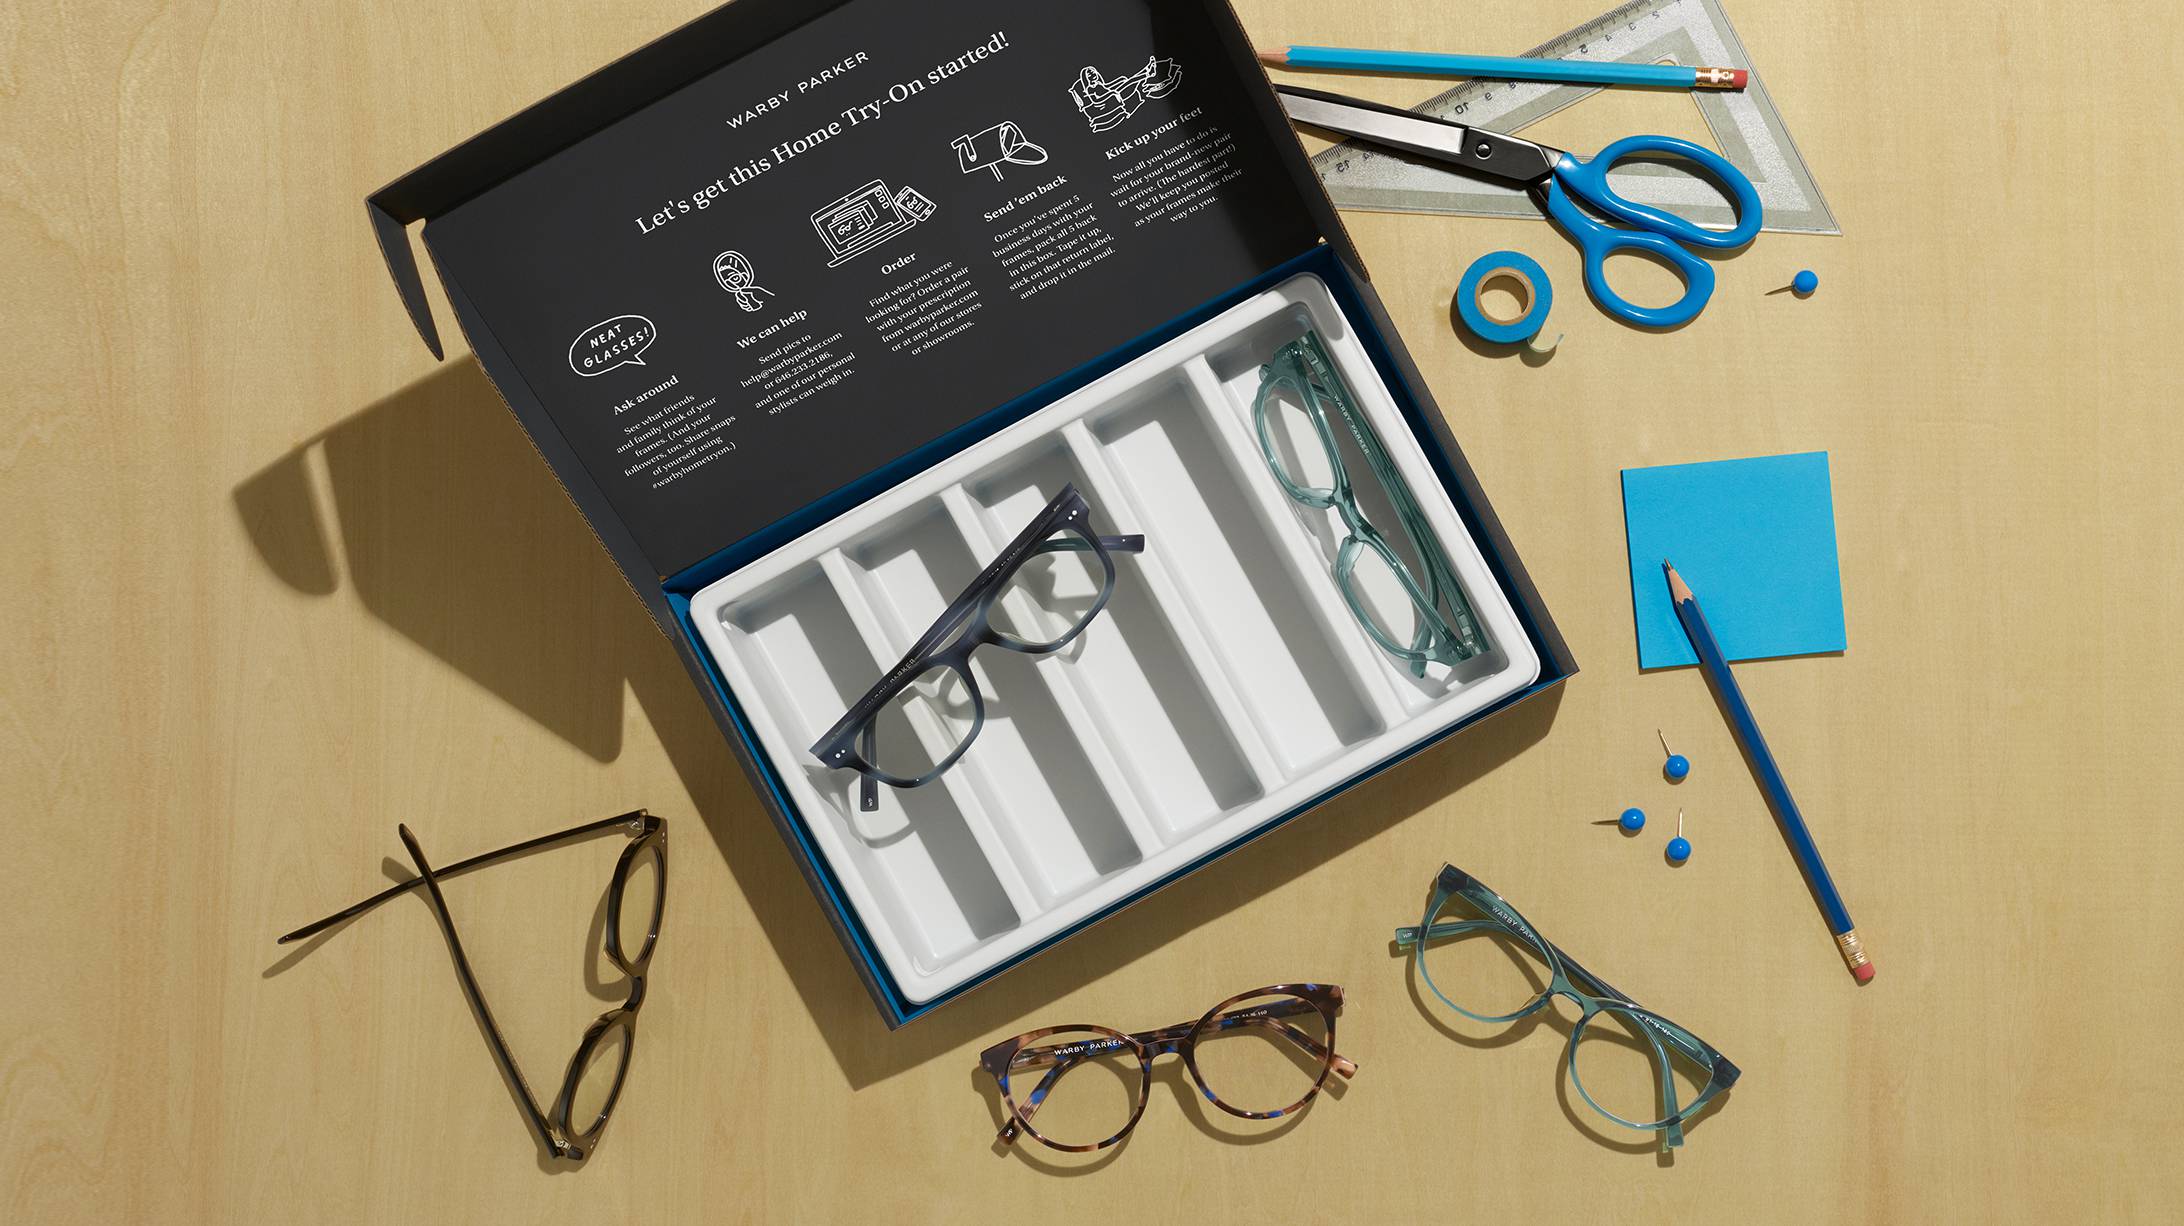 WARBY PARKER
Let's get this Home Try-On started!
NEAT
GLASSES!
Ask around
See what friends
and family think of your
frames. (And your
followers, too. Share snaps
of yourself using
#warbyhometryon.)
We can help
Send pics to
help@warbyparker.com
or 646.233.2186,
and one of our personal
stylists can weigh in.
Order
Find what you were
looking for? Order a pair
with your prescription
from warbyparker.com
or at any of our stores
or showrooms.
Send 'em back
Once you've spent 5
business days with your
frames, pack all 5 back
in this box. Tape it up,
stick on that return label,
and drop it in the mail.
Kick up your feet
Now all you have to do is
wait for your brand-new pair
to arrive. (The hardest part!)
We'll keep you posted
as your frames make their
way to you.
WARBY PARKER
WARBY PARKER
WARBY PARKER
WARBY